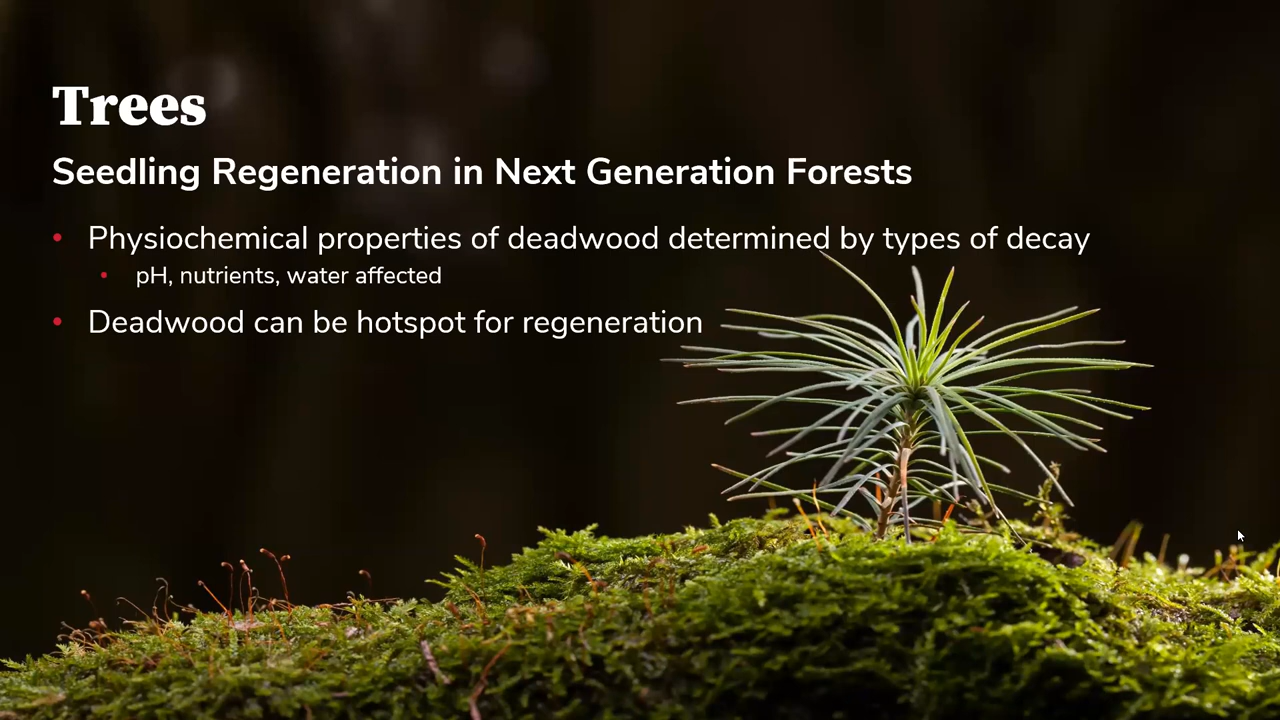 Trees
Seedling Regeneration in Next Generation Forests
• Physiochemical properties of deadwood determined by types of decay
• pH, nutrients, water affected
• Deadwood can be hotspot for regeneration